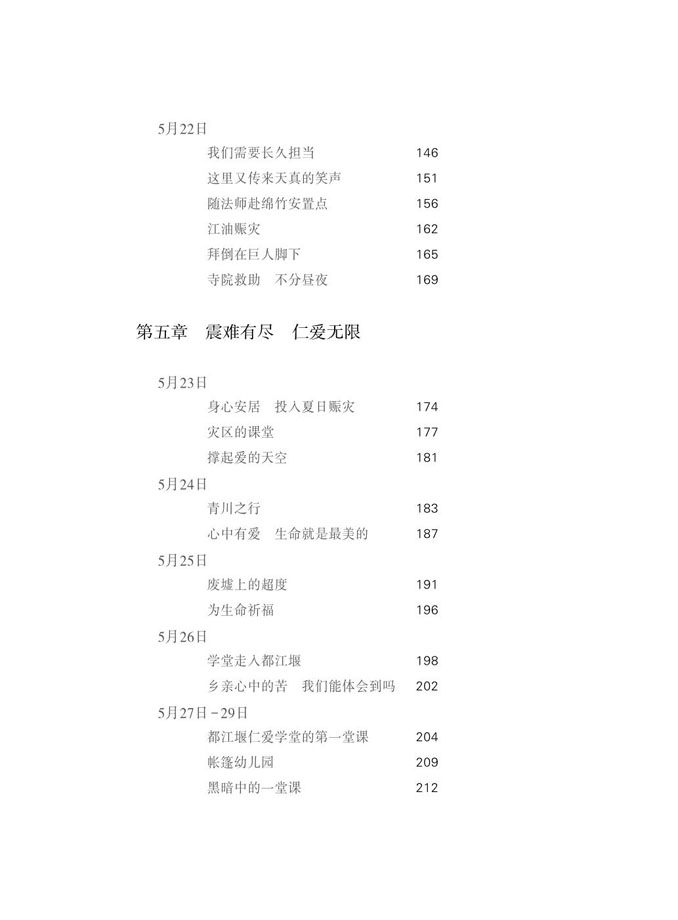 5月22日
我们需要长久担当 146
这里又传来天真的笑声 151
随法师赴绵竹安置点 156
江油赈灾 162
拜倒在巨人脚下 165
寺院救助　不分昼夜 169
第五章　震难有尽　仁爱无限
5月23日
身心安居　投入夏日赈灾 174
灾区的课堂 177
撑起爱的天空 181
5月24日
青川之行 183
心中有爱　生命就是最美的 187
5月25日
废墟上的超度 191
为生命祈福 196
5月26日
学堂走入都江堰 198
乡亲心中的苦　我们能体会到吗 202
5月27日－29日
都江堰仁爱学堂的第一堂课 204
帐篷幼儿园 209
黑暗中的一堂课 212